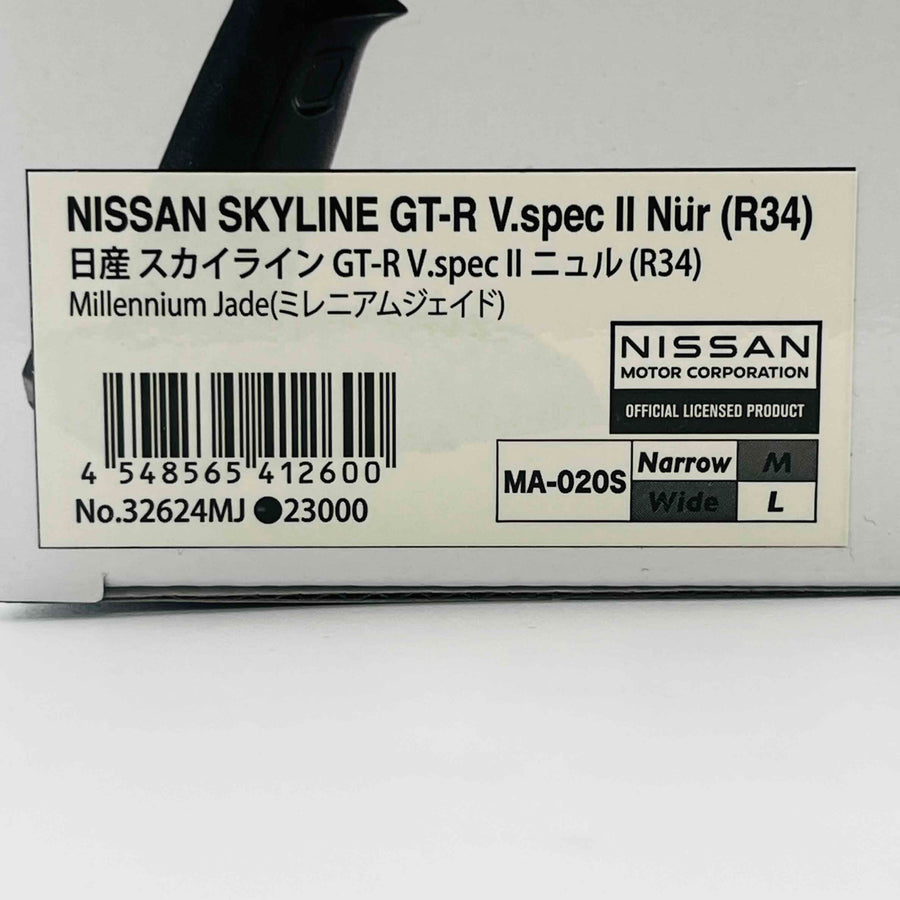 NISSAN SKYLINE GT-R V.spec II Nür (R34)
日産 スカイライン GT-R V.spec II ニュル (R34)
Millennium Jade(ミレニアムジェイド)
NISSAN
MOTOR CORPORATION
OFFICIAL LICENSED PRODUCT
4 548565 412600
No.32624MJ ●23000
MA-020S
Narrow M
Wide L